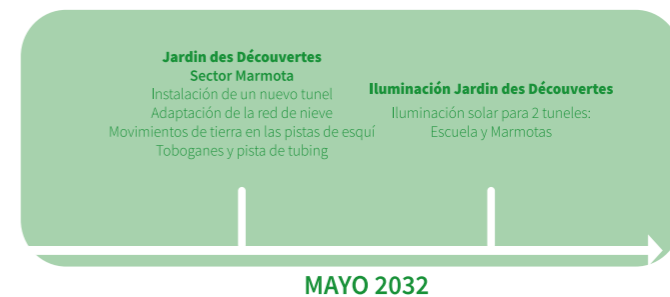 Jardin des Découvertes
Sector Marmota
Instalación de un nuevo tunel
Adaptación de la red de nieve
Movimientos de tierra en las pistas de esquí
Toboganes y pista de tubing
Iluminación Jardin des Découvertes
Iluminación solar para 2 tuneles:
Escuela y Marmotas
MAYO 2032